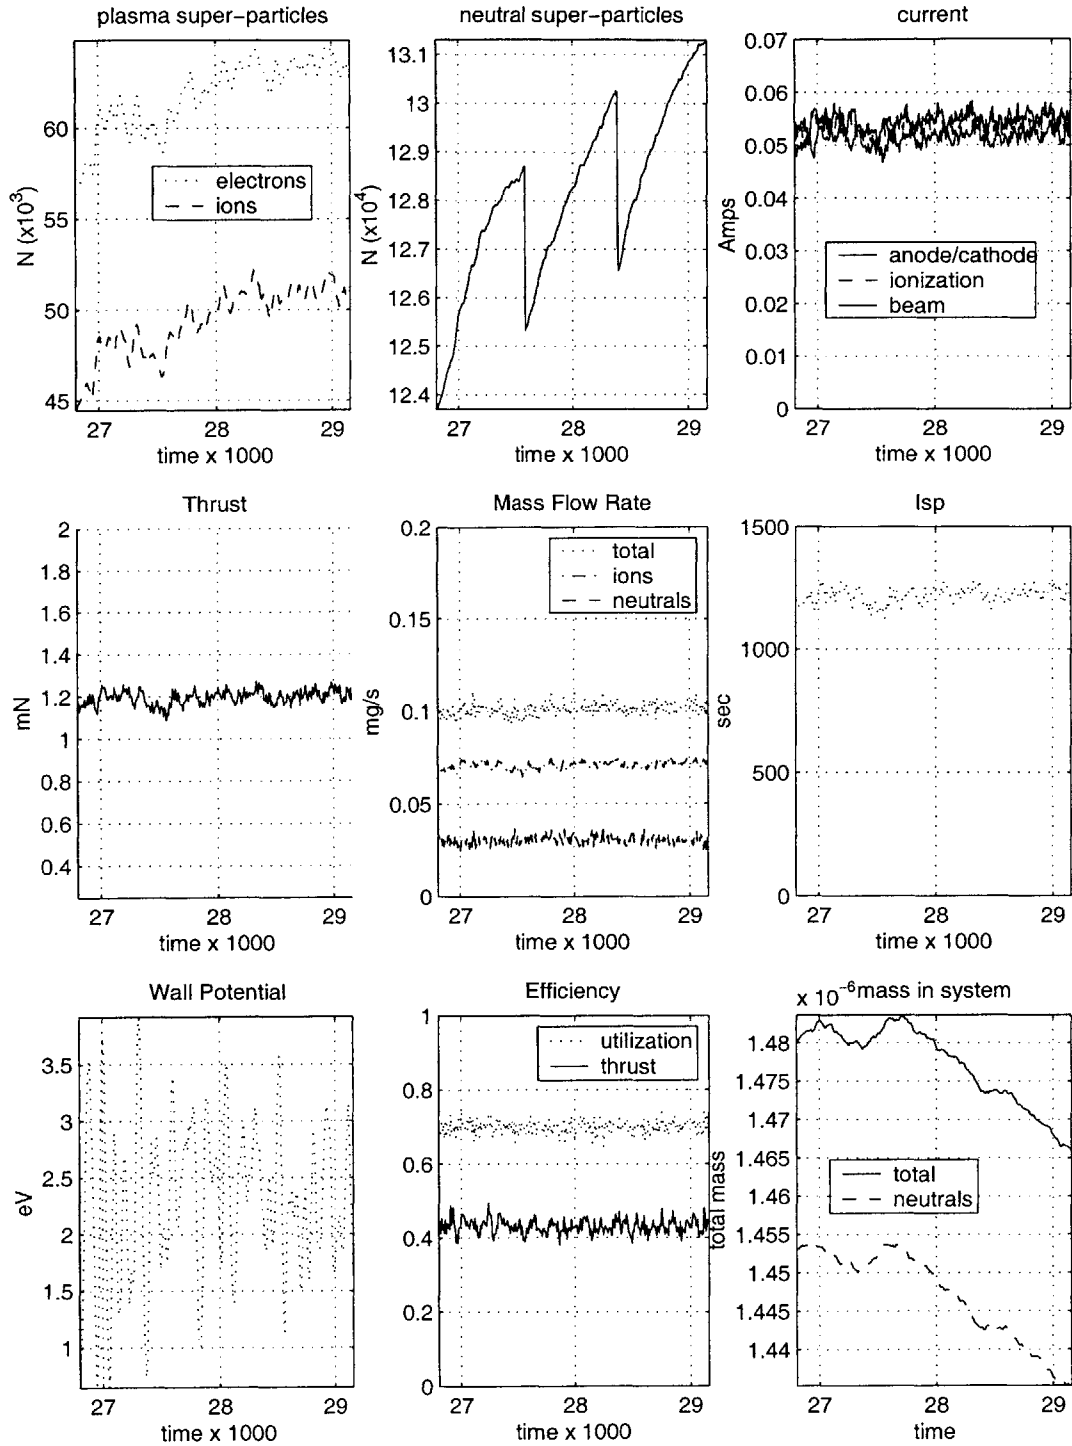 plasma super-particles
neutral super-particles
current
60
55
50
45
N (x10³)
electrons
ions
27
28
29
time x 1000
13.1
13
12.9
12.8
12.7
12.6
12.5
12.4
N (x10⁴)
27
28
29
time x 1000
0.07
0.06
0.05
0.04
0.03
0.02
0.01
0
Amps
anode/cathode
ionization
beam
27
28
29
time x 1000
Thrust
Mass Flow Rate
Isp
2
1.8
1.6
1.4
1.2
1
0.8
0.6
0.4
mN
27
28
29
time x 1000
0.2
0.15
0.1
0.05
0
mg/s
total
ions
neutrals
27
28
29
time x 1000
1500
1000
500
0
sec
27
28
29
time x 1000
Wall Potential
Efficiency
x 10⁻⁶ mass in system
3.5
3
2.5
2
1.5
1
eV
27
28
29
time x 1000
1
0.8
0.6
0.4
0.2
0
utilization
thrust
27
28
29
time x 1000
1.48
1.475
1.47
1.465
1.46
1.455
1.45
1.445
1.44
total mass
total
neutrals
27
28
29
time